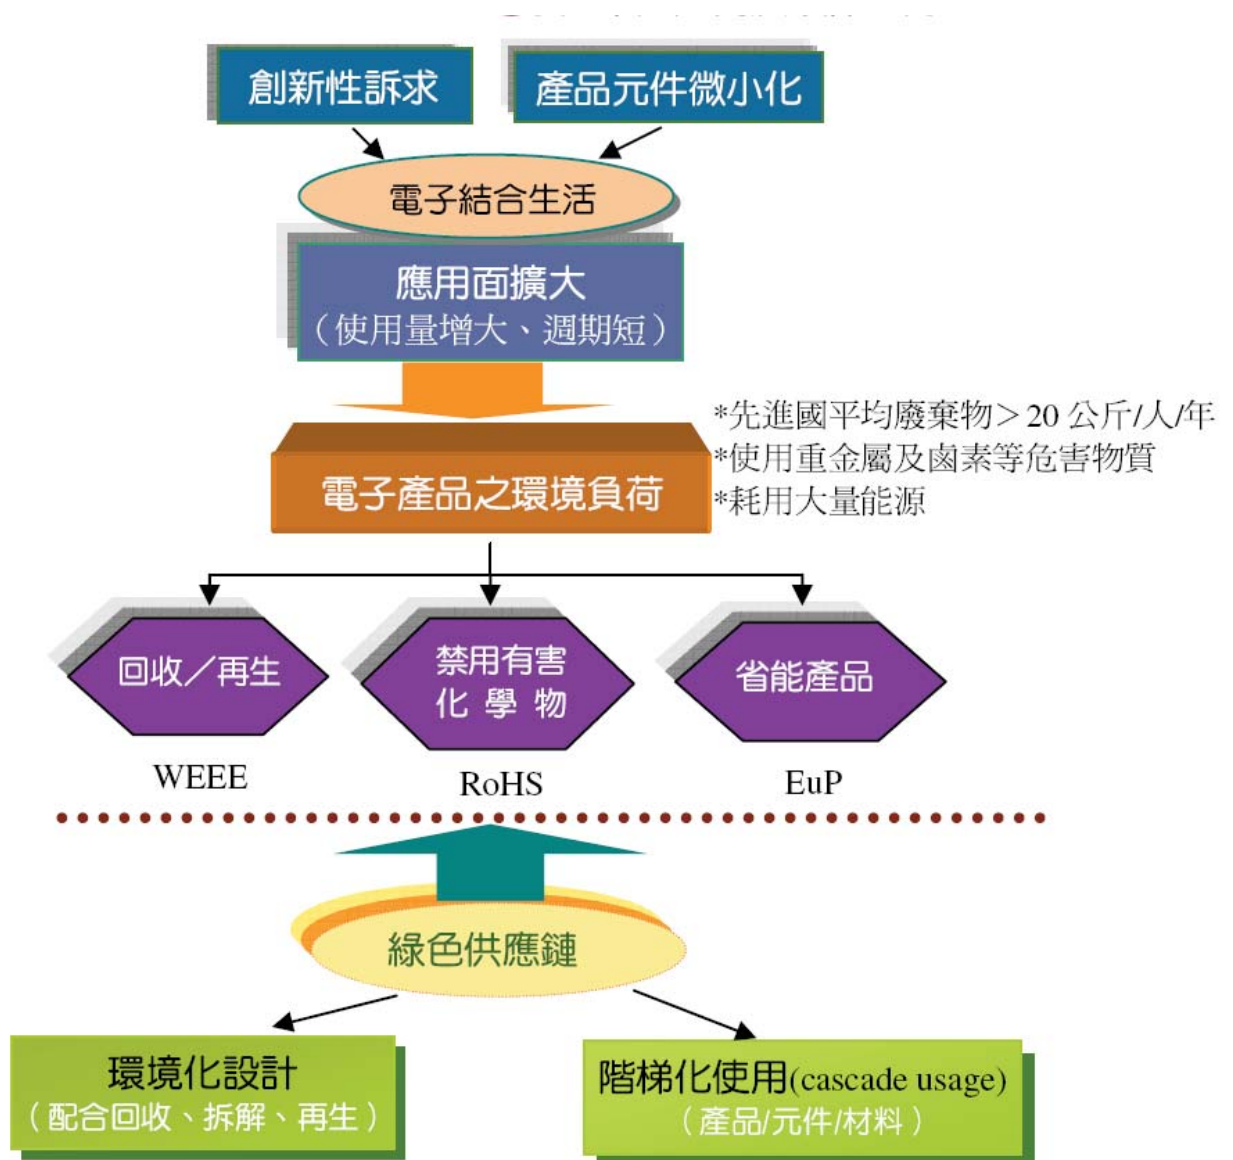 創新性訴求
產品元件微小化
電子結合生活
應用面擴大
（使用量增大、週期短）
*先進國平均廢棄物＞20 公斤/人/年
*使用重金屬及鹵素等危害物質
*耗用大量能源
電子產品之環境負荷
回收／再生
禁用有害
化學物
省能產品
WEEE
RoHS
EuP
綠色供應鏈
環境化設計
（配合回收、拆解、再生）
階梯化使用(cascade usage)
（產品/元件/材料）